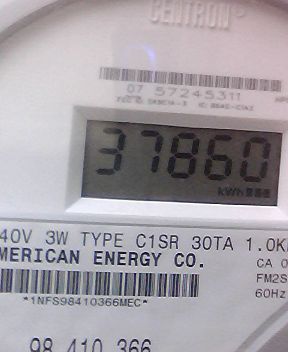 CENTRON®
07 57245311
37860
kWh
40V 3W TYPE C1SR 30TA 1.0K
MERICAN ENERGY CO.
CA 0
FM2S
60Hz
*1NFS98410366MEC*
98 410 366